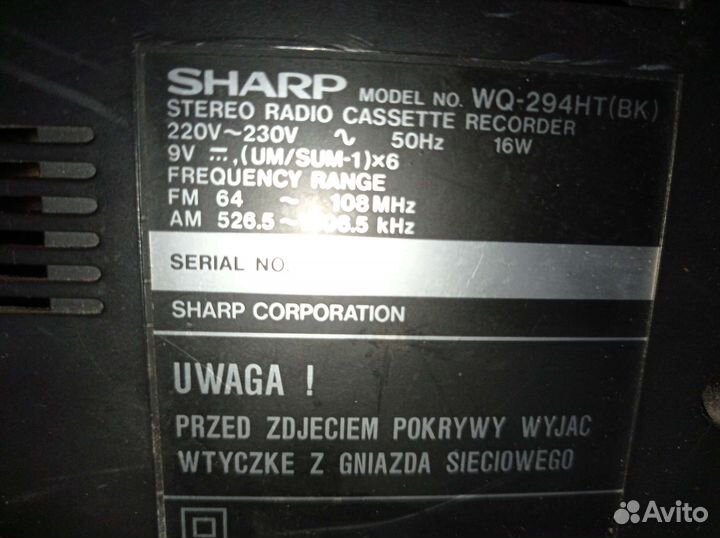 SHARP MODEL NO. WQ-294HT(BK)
STEREO RADIO CASSETTE RECORDER
220V~230V ∿ 50Hz 16W
9V ⎓,(UM/SUM-1)×6
FREQUENCY RANGE
FM 64 ~ 108MHz
AM 526.5~ kHz
SERIAL NO.
SHARP CORPORATION
UWAGA !
PRZED ZDJECIEM POKRYWY WYJAC
WTYCZKE Z GNIAZDA SIECIOWEGO
Avito